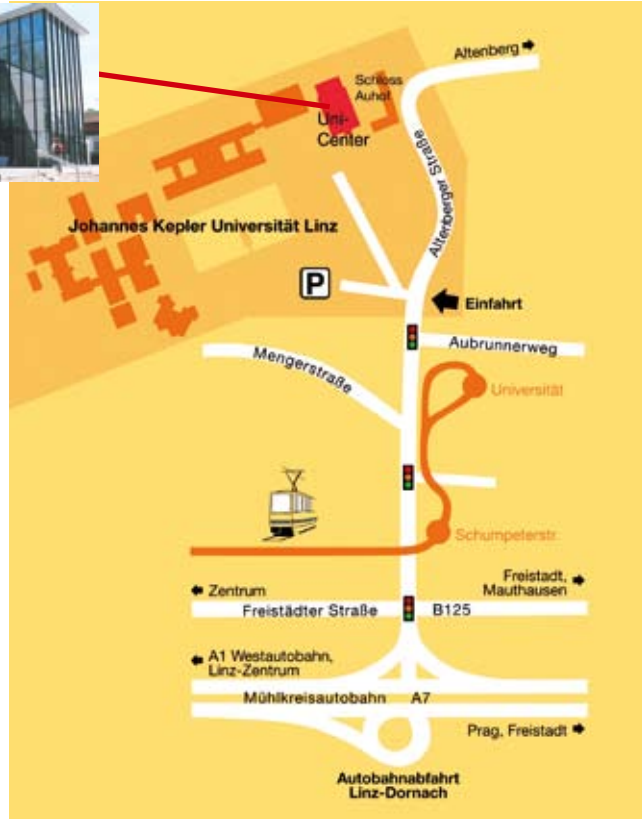 Altenberg
Schloss
Auhof
Uni-
Center
Altenberger Straße
Johannes Kepler Universität Linz
P
Einfahrt
Aubrunnerweg
Mengerstraße
Universität
Schumpeterstr.
Zentrum
Freistadt,
Mauthausen
Freistädter Straße B125
A1 Westautobahn,
Linz-Zentrum
Mühlkreisautobahn A7
Prag, Freistadt
Autobahnabfahrt
Linz-Dornach